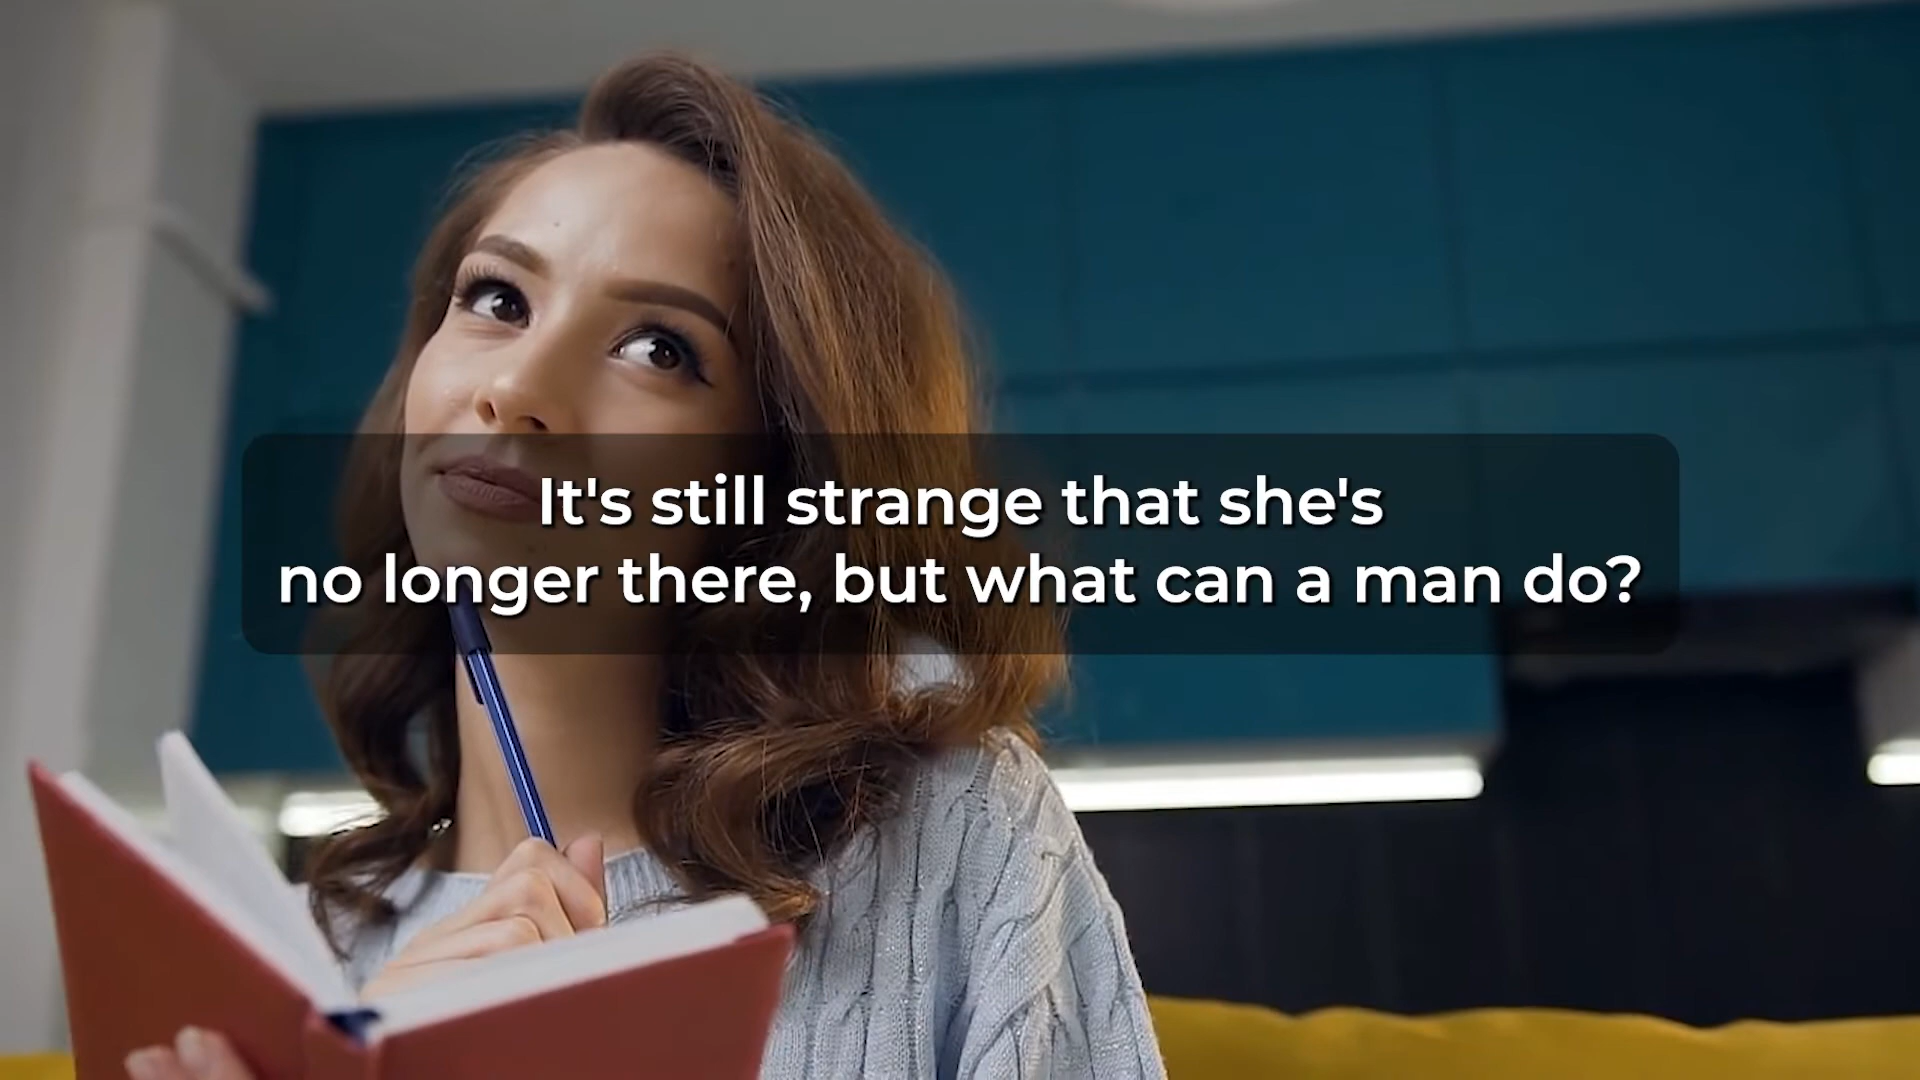 It's still strange that she's
no longer there, but what can a man do?